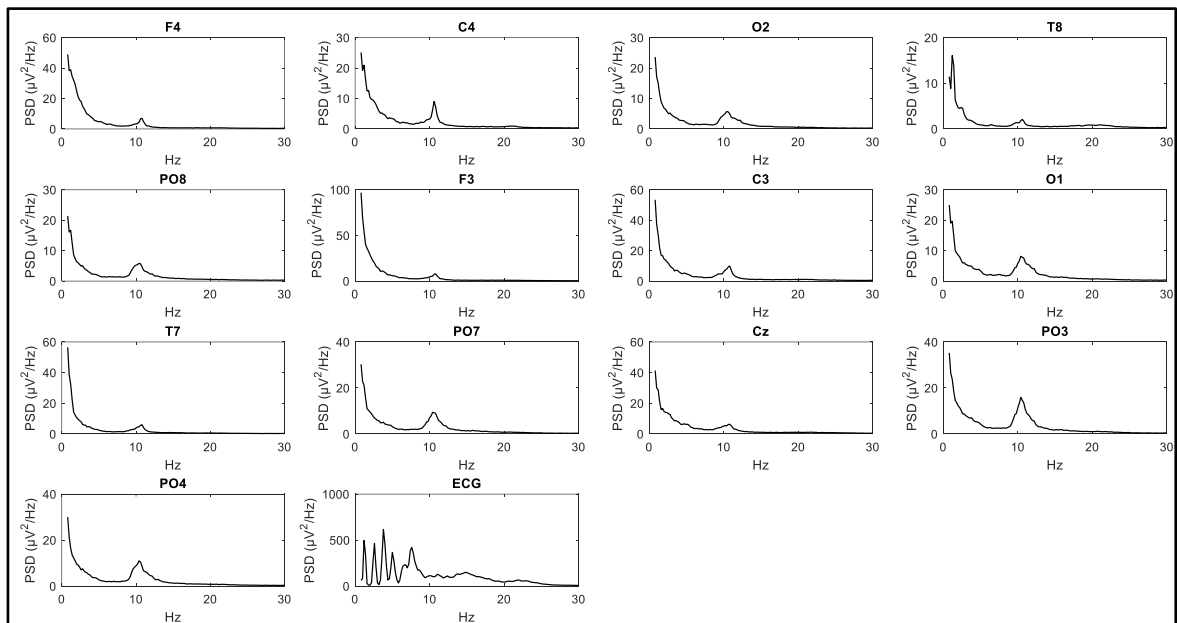 F4 C4 O2 T8
60 30 30 20
40 20 20
20 10 10 10
0 0 0 0
PSD (µV²/Hz) PSD (µV²/Hz) PSD (µV²/Hz) PSD (µV²/Hz)
0 10 20 30 0 10 20 30 0 10 20 30 0 10 20 30
Hz Hz Hz Hz
PO8 F3 C3 O1
30 100 60 30
20 40 20
50
10 20 10
0 0 0 0
PSD (µV²/Hz) PSD (µV²/Hz) PSD (µV²/Hz) PSD (µV²/Hz)
0 10 20 30 0 10 20 30 0 10 20 30 0 10 20 30
Hz Hz Hz Hz
T7 PO7 Cz PO3
60 40 60 40
40 40
20 20
20 20
0 0 0 0
PSD (µV²/Hz) PSD (µV²/Hz) PSD (µV²/Hz) PSD (µV²/Hz)
0 10 20 30 0 10 20 30 0 10 20 30 0 10 20 30
Hz Hz Hz Hz
PO4 ECG
40 1000
20 500
0 0
PSD (µV²/Hz) PSD (µV²/Hz)
0 10 20 30 0 10 20 30
Hz Hz